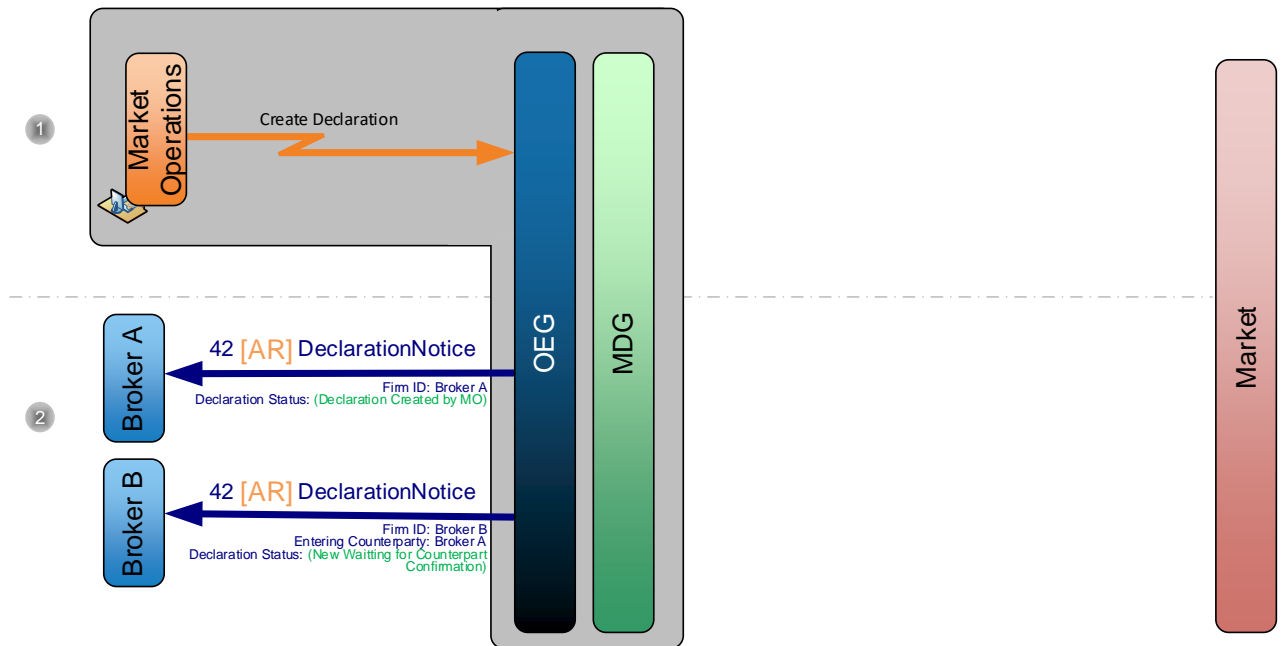 1
Market
Operations
Create Declaration
OEG
MDG
Market
2
Broker A
42 [AR] DeclarationNotice
Firm ID: Broker A
Declaration Status: (Declaration Created by MO)
Broker B
42 [AR] DeclarationNotice
Firm ID: Broker B
Entering Counterparty: Broker A
Declaration Status: (New Waitting for Counterpart
Confirmation)